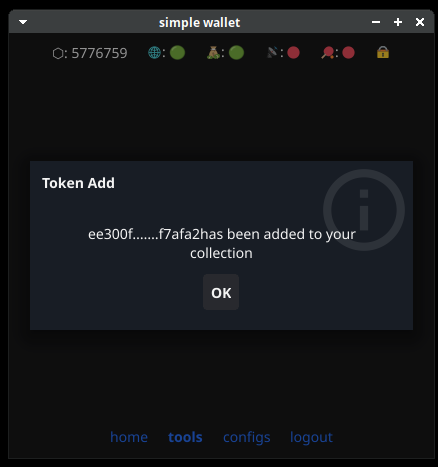 simple wallet
⬡: 5776759 🌐:🟢 💰:🟢 🛰:🔴 🏓:🔴 🔒
Token Add
ee300f.......f7afa2has been added to your
collection
OK
home tools configs logout